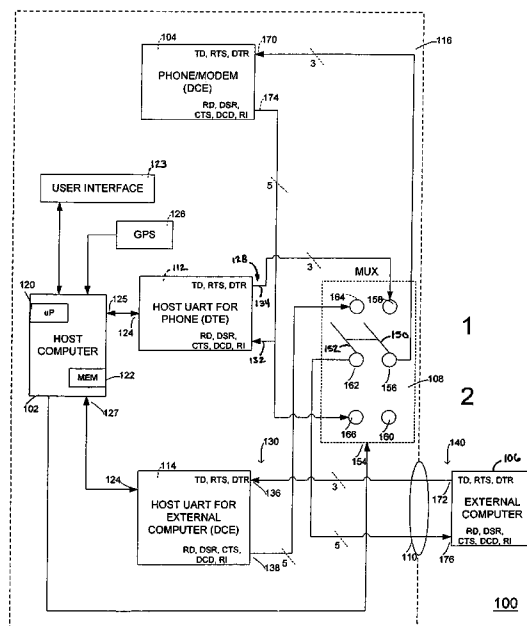 104
TD, RTS, DTR
170
3
116
PHONE/MODEM
(DCE)
RD, DSR,
CTS, DCD, RI
174
5
123
USER INTERFACE
GPS
126
112
3
128
MUX
120
125
TD, RTS, DTR
134
164
158
uP
HOST UART FOR
PHONE (DTE)
1
HOST
COMPUTER
124
RD, DSR,
CTS, DCD, RI
132
152
150
162
156
108
MEM
122
2
102
127
166
160
130
154
140
114
124
TD, RTS, DTR
136
3
172
106
TD, RTS, DTR
HOST UART FOR
EXTERNAL
COMPUTER (DCE)
EXTERNAL
COMPUTER
RD, DSR, CTS,
DCD, RI
138
5
5
110
176
RD, DSR,
CTS, DCD, RI
100